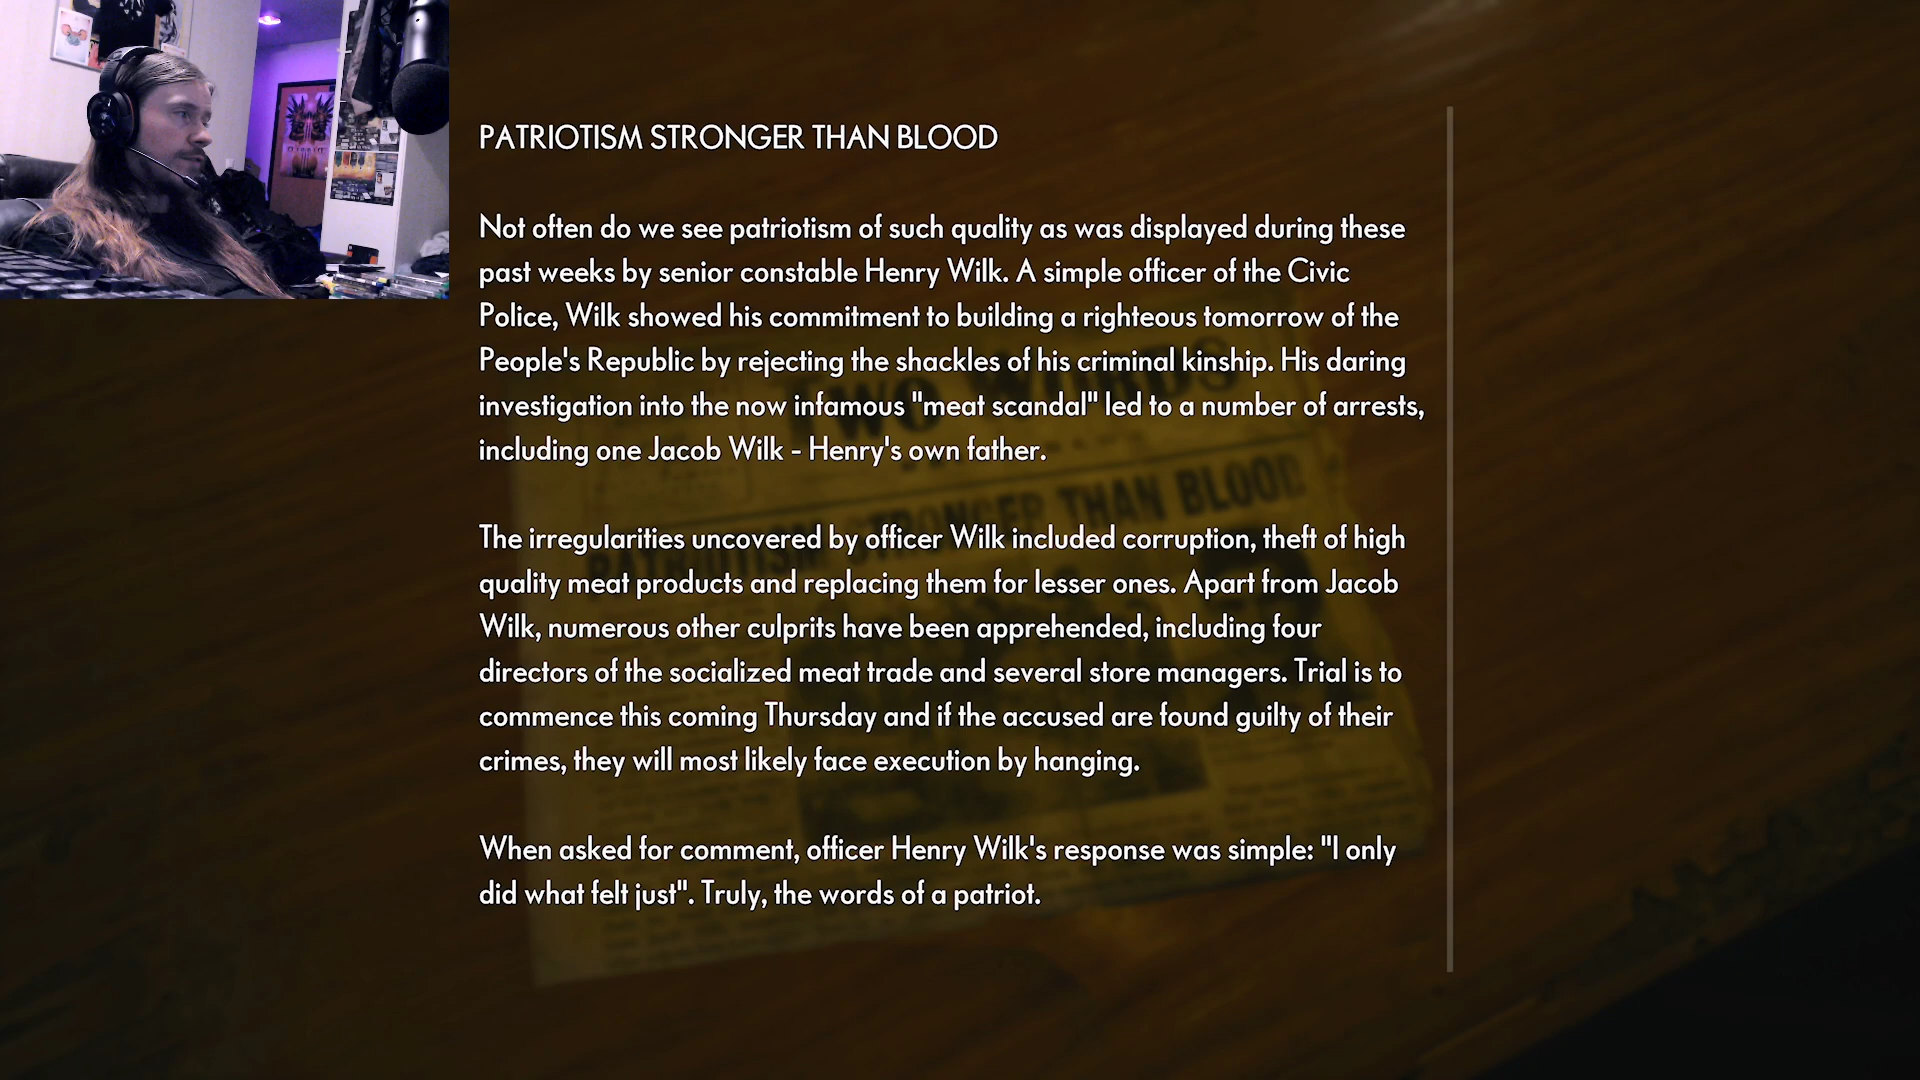 PATRIOTISM STRONGER THAN BLOOD
Not often do we see patriotism of such quality as was displayed during these
past weeks by senior constable Henry Wilk. A simple officer of the Civic
Police, Wilk showed his commitment to building a righteous tomorrow of the
People's Republic by rejecting the shackles of his criminal kinship. His daring
investigation into the now infamous "meat scandal" led to a number of arrests,
including one Jacob Wilk - Henry's own father.
The irregularities uncovered by officer Wilk included corruption, theft of high
quality meat products and replacing them for lesser ones. Apart from Jacob
Wilk, numerous other culprits have been apprehended, including four
directors of the socialized meat trade and several store managers. Trial is to
commence this coming Thursday and if the accused are found guilty of their
crimes, they will most likely face execution by hanging.
When asked for comment, officer Henry Wilk's response was simple: "I only
did what felt just". Truly, the words of a patriot.
TWO WORDS
PATRIOTISM STRONGER THAN BLOOD